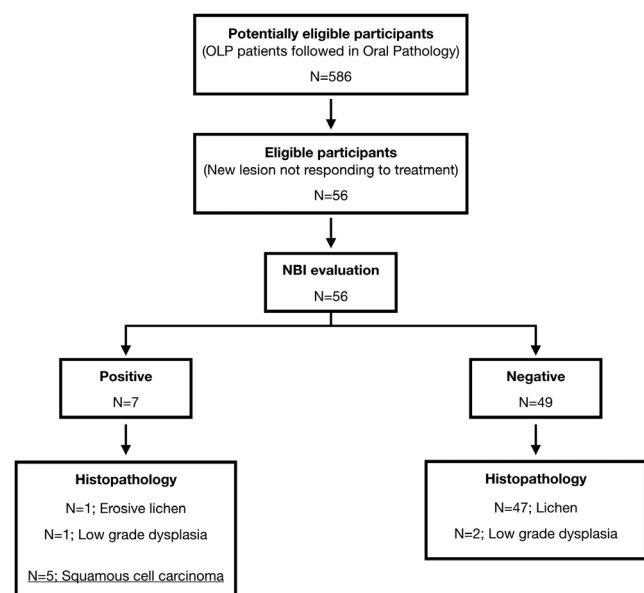 Potentially eligible participants
(OLP patients followed in Oral Pathology)
N=586
Eligible participants
(New lesion not responding to treatment)
N=56
NBI evaluation
N=56
Positive
N=7
Negative
N=49
Histopathology
N=1; Erosive lichen
N=1; Low grade dysplasia
N=5; Squamous cell carcinoma
Histopathology
N=47; Lichen
N=2; Low grade dysplasia